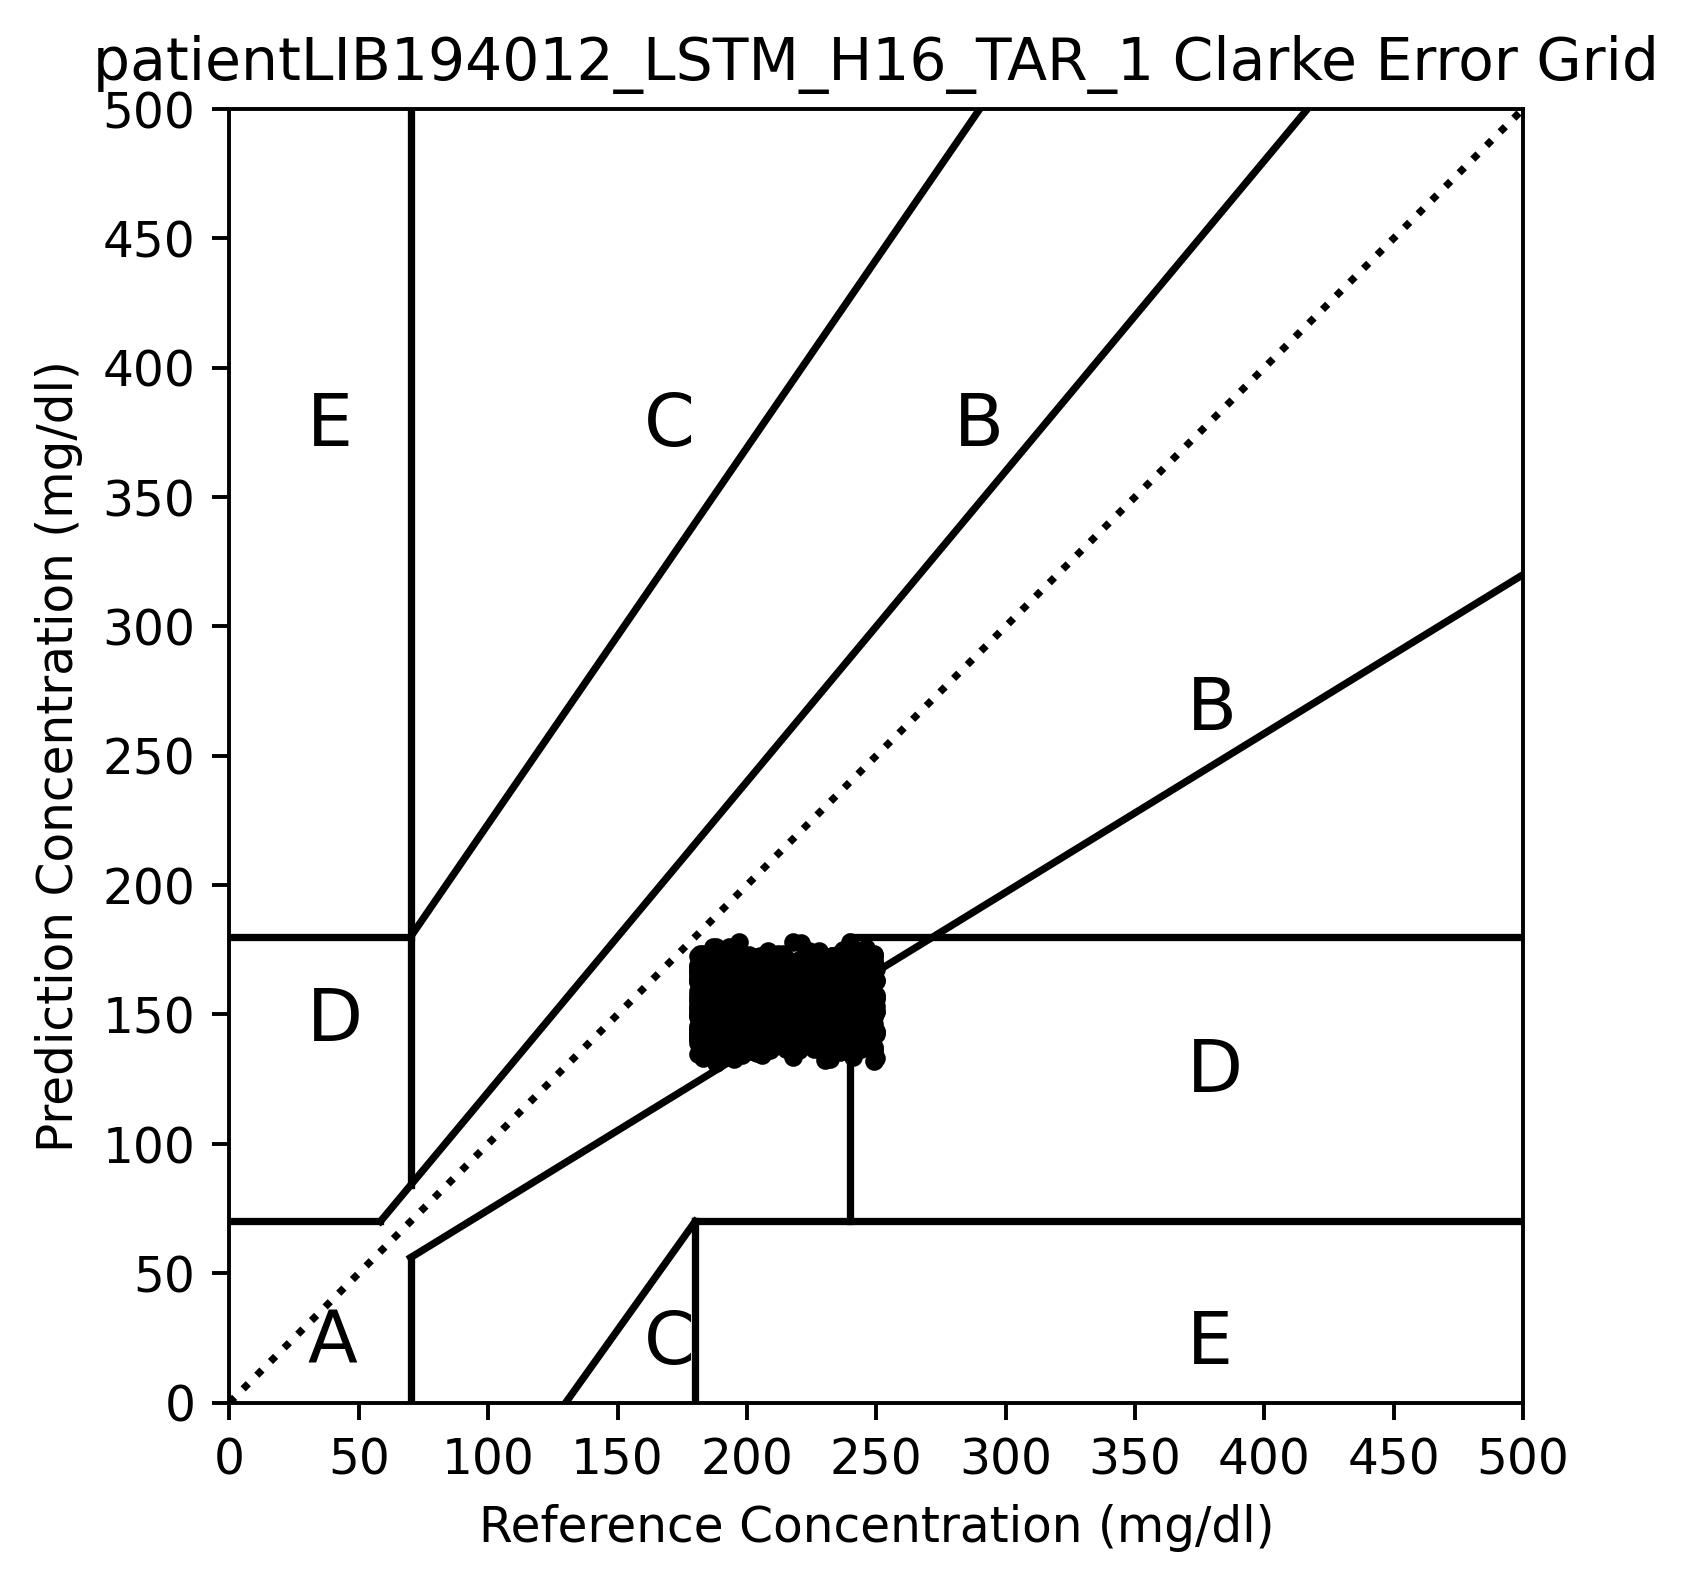 patientLIB194012_LSTM_H16_TAR_1 Clarke Error Grid
500
450
400
350
300
250
200
150
100
50
0
Prediction Concentration (mg/dl)
E
C
B
B
D
D
A
C
E
0 50 100 150 200 250 300 350 400 450 500
Reference Concentration (mg/dl)